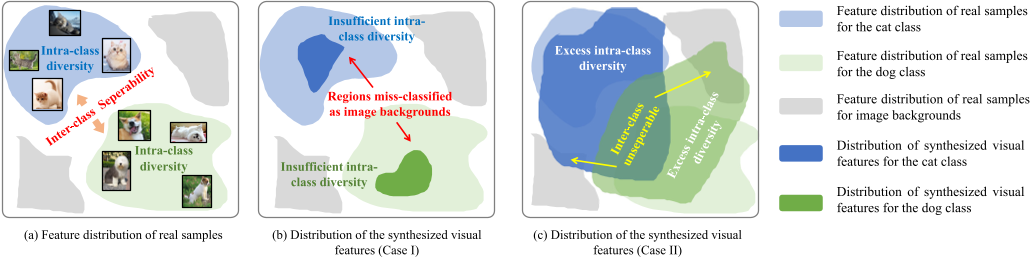 Intra-class
diversity
Inter-class Seperability
Intra-class
diversity
(a) Feature distribution of real samples
Insufficient intra-
class diversity
Regions miss-classified
as image backgrounds
Insufficient intra-
class diversity
(b) Distribution of the synthesized visual
features (Case I)
Excess intra-class
diversity
Inter-class
unseperable
Excess intra-class
diversity
(c) Distribution of the synthesized visual
features (Case II)
Feature distribution of real samples
for the cat class
Feature distribution of real samples
for the dog class
Feature distribution of real samples
for image backgrounds
Distribution of synthesized visual
features for the cat class
Distribution of synthesized visual
features for the dog class